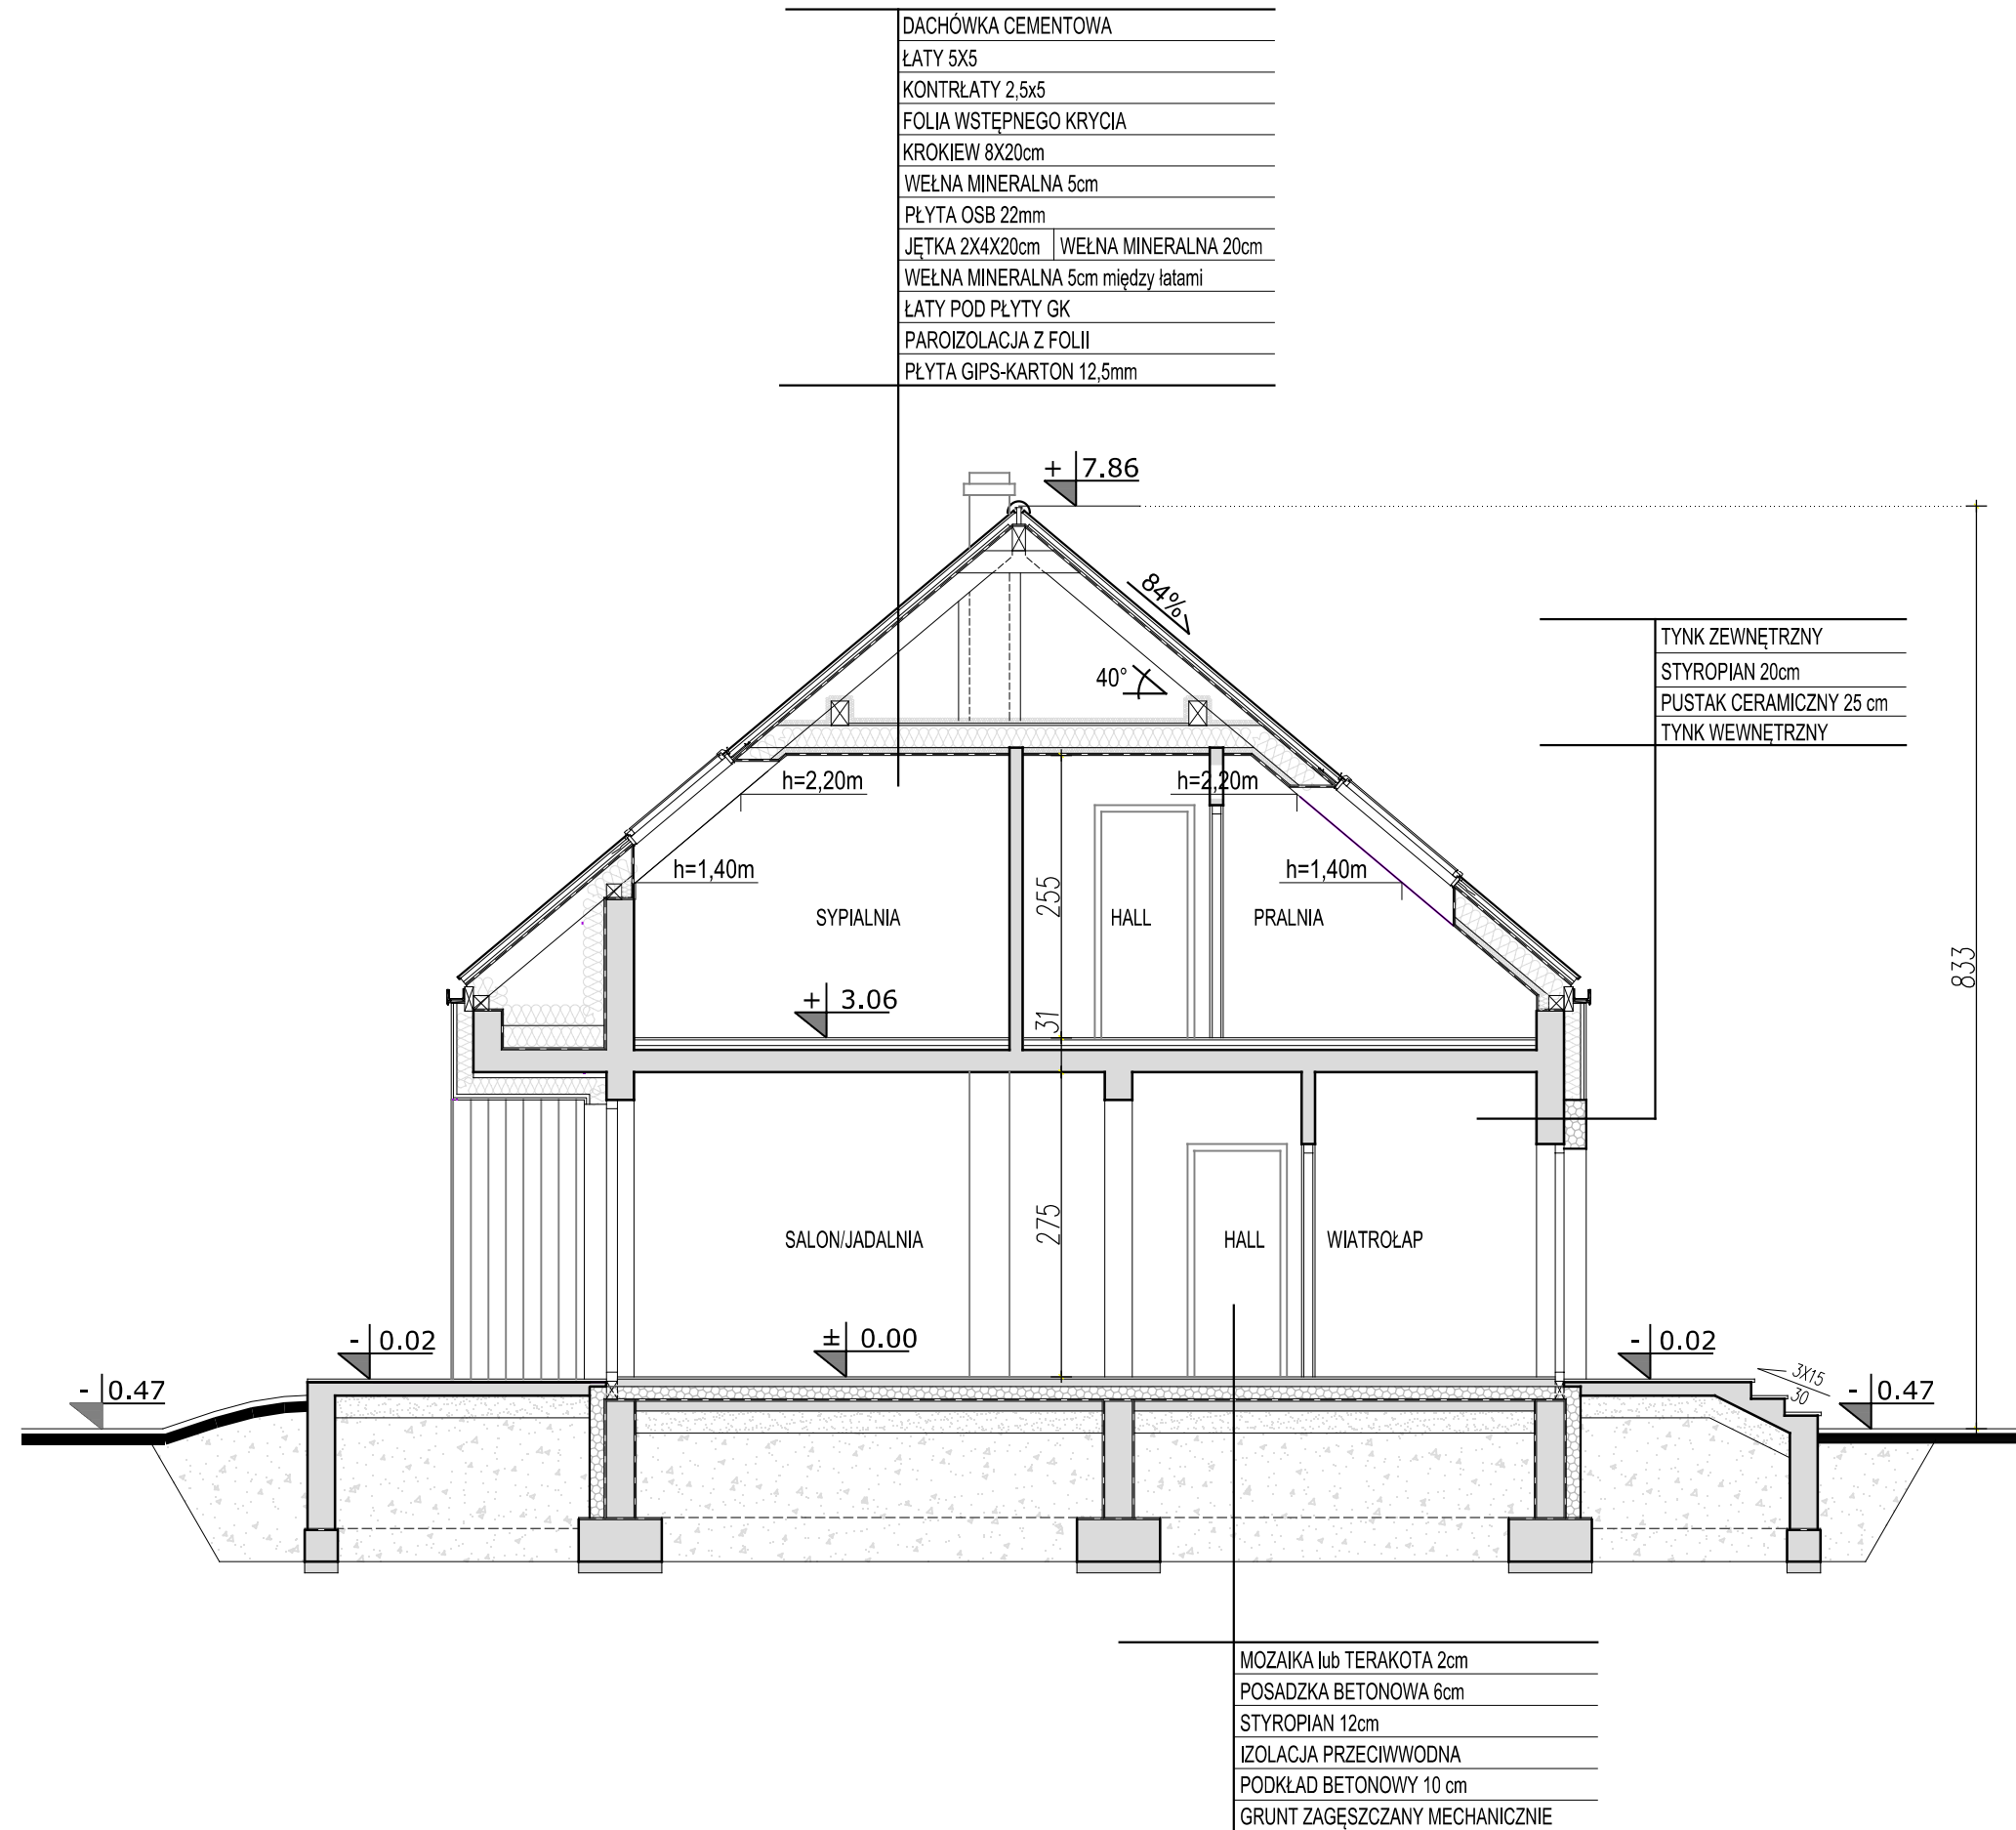 DACHÓWKA CEMENTOWA
ŁATY 5X5
KONTRŁATY 2,5x5
FOLIA WSTĘPNEGO KRYCIA
KROKIEW 8X20cm
WEŁNA MINERALNA 5cm
PŁYTA OSB 22mm
JĘTKA 2X4X20cm WEŁNA MINERALNA 20cm
WEŁNA MINERALNA 5cm między łatami
ŁATY POD PŁYTY GK
PAROIZOLACJA Z FOLII
PŁYTA GIPS-KARTON 12,5mm
+ 7.86
84%
40°
TYNK ZEWNĘTRZNY
STYROPIAN 20cm
PUSTAK CERAMICZNY 25 cm
TYNK WEWNĘTRZNY
h=2,20m
h=2,20m
h=1,40m
h=1,40m
255
SYPIALNIA
HALL
PRALNIA
833
+ 3.06
31
275
SALON/JADALNIA
HALL
WIATROŁAP
- 0.02
± 0.00
- 0.02
- 0.47
3X15
30
- 0.47
MOZAIKA lub TERAKOTA 2cm
POSADZKA BETONOWA 6cm
STYROPIAN 12cm
IZOLACJA PRZECIWWODNA
PODKŁAD BETONOWY 10 cm
GRUNT ZAGĘSZCZANY MECHANICZNIE